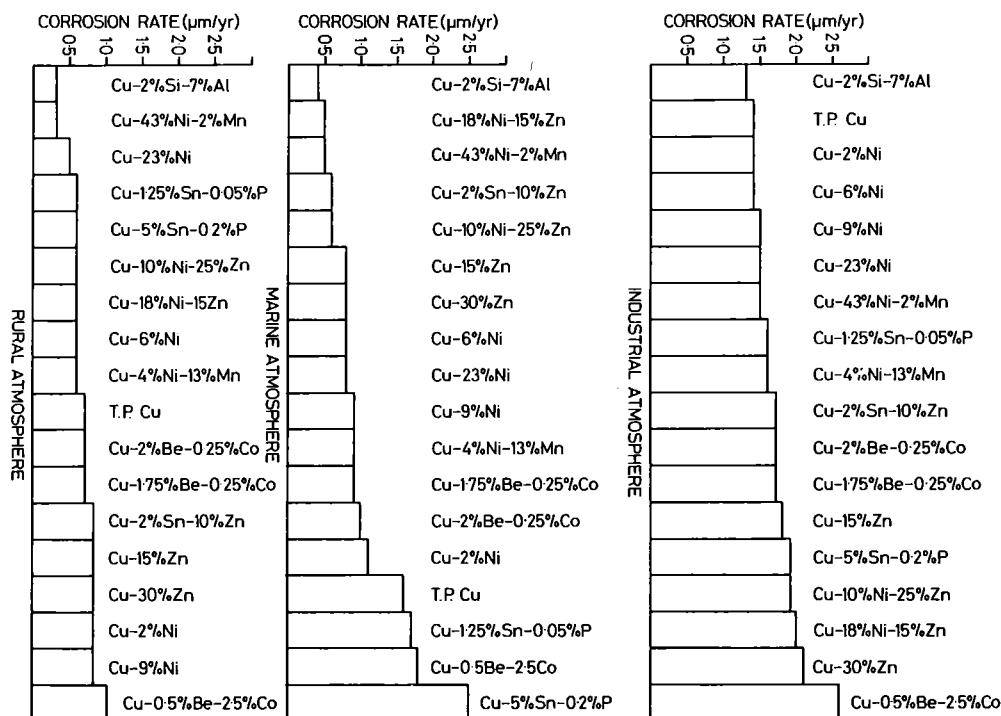 CORROSION RATE (µm/yr)
0·5
1·0
1·5
2·0
2·5
RURAL ATMOSPHERE
Cu-2%Si-7%Al
Cu-43%Ni-2%Mn
Cu-23%Ni
Cu-1·25%Sn-0·05%P
Cu-5%Sn-0·2%P
Cu-10%Ni-25%Zn
Cu-18%Ni-15Zn
Cu-6%Ni
Cu-4%Ni-13%Mn
T.P. Cu
Cu-2%Be-0·25%Co
Cu-1·75%Be-0·25%Co
Cu-2%Sn-10%Zn
Cu-15%Zn
Cu-30%Zn
Cu-2%Ni
Cu-9%Ni
Cu-0·5%Be-2·5%Co
CORROSION RATE (µm/yr)
0·5
1·0
1·5
2·0
2·5
MARINE ATMOSPHERE
Cu-2%Si-7%Al
Cu-18%Ni-15%Zn
Cu-43%Ni-2%Mn
Cu-2%Sn-10%Zn
Cu-10%Ni-25%Zn
Cu-15%Zn
Cu-30%Zn
Cu-6%Ni
Cu-23%Ni
Cu-9%Ni
Cu-4%Ni-13%Mn
Cu-1·75%Be-0·25%Co
Cu-2%Be-0·25%Co
Cu-2%Ni
T.P. Cu
Cu-1·25%Sn-0·05%P
Cu-0·5Be-2·5Co
Cu-5%Sn-0·2%P
CORROSION RATE (µm/yr)
0·5
1·0
1·5
2·0
2·5
INDUSTRIAL ATMOSPHERE
Cu-2%Si-7%Al
T.P. Cu
Cu-2%Ni
Cu-6%Ni
Cu-9%Ni
Cu-23%Ni
Cu-43%Ni-2%Mn
Cu-1·25%Sn-0·05%P
Cu-4%Ni-13%Mn
Cu-2%Sn-10%Zn
Cu-2%Be-0·25%Co
Cu-1·75%Be-0·25%Co
Cu-15%Zn
Cu-5%Sn-0·2%P
Cu-10%Ni-25%Zn
Cu-18%Ni-15%Zn
Cu-30%Zn
Cu-0·5%Be-2·5%Co